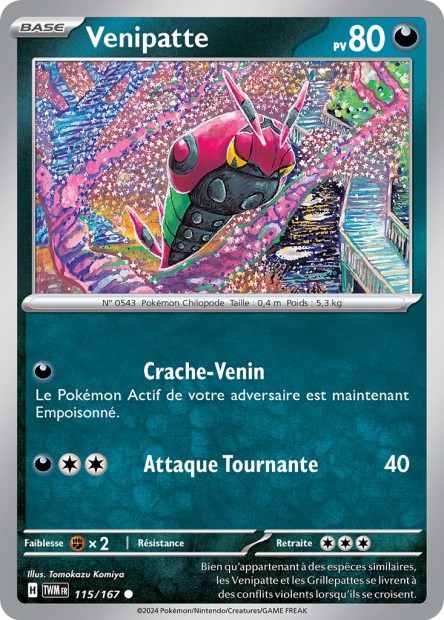 BASE
Venipatte
PV 80
N° 0543 Pokémon Chilopode Taille : 0,4 m Poids : 5,3 kg
Crache-Venin
Le Pokémon Actif de votre adversaire est maintenant
Empoisonné.
Attaque Tournante 40
Faiblesse × 2 Résistance Retraite
Illus. Tomokazu Komiya
H TWM FR 115/167
Bien qu'appartenant à des espèces similaires,
les Venipatte et les Grillepattes se livrent à
des conflits violents lorsqu'ils se croisent.
©2024 Pokémon/Nintendo/Creatures/GAME FREAK